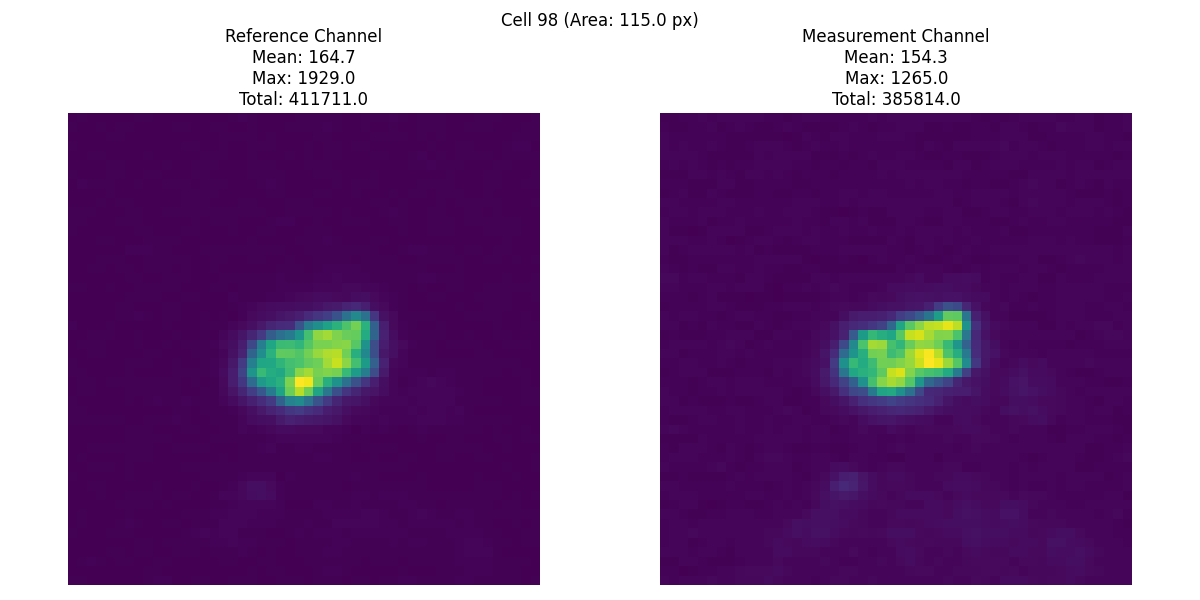 Cell 98 (Area: 115.0 px)
Reference Channel
Mean: 164.7
Max: 1929.0
Total: 411711.0
Measurement Channel
Mean: 154.3
Max: 1265.0
Total: 385814.0